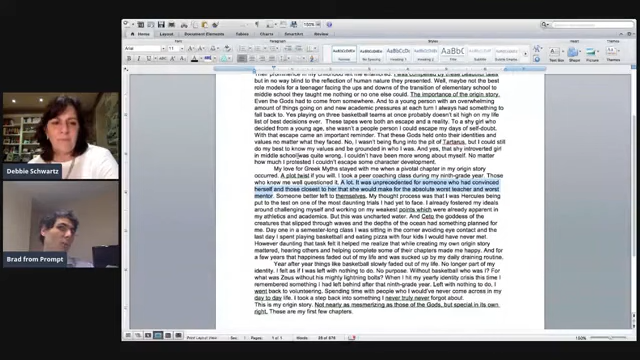 100%
Home Layout Document Elements Tables Charts SmartArt Review
Font Paragraph Styles Insert Themes
Arial 11
AaBbC
Their prominence in my childhood left me enamored. I was compelled by these beautiful tales
but in no way blind to the reflection of human nature they presented. Well, maybe not the best
role models for a teenager facing the ups and downs of the transition of elementary school to
middle school they taught me nothing or no one else could. The importance of the origin story.
Even the Gods had to come from somewhere. And to a young person with an overwhelming
amount of things going on and new academic pressures at each turn I always had something to
fall back to. Yes playing on three basketball teams at once probably doesn't sit high on my life
list of best decisions ever. These tapes were both an escape and a reality. To a shy girl who
decided from a young age, she wasn't a people person I could escape my days of self-doubt.
With that escape came an important reminder. That these Gods held onto their identities and
values no matter what they faced. No, I wasn't being flung into the pit of Tartarus, but I could still
do my best to know my values and be grounded in who I was. And yes, that shy introverted girl
in middle school was quite wrong. I couldn't have been more wrong about myself. No matter
how much I protested I couldn't escape some character development.
My love for Greek Myths stayed with me when a pivotal chapter in my origin story
occurred. A plot twist if you will. I took a peer coaching class during my ninth-grade year. Those
who knew me well questioned it. A lot. It was unprecedented for someone who had convinced
herself and those closest to her that she would make for the absolute worst teacher and worst
mentor. Someone better left to themselves. My thought process was that I was Hercules being
put to the test on one of the most daunting trials I had yet to face. I already fostered my ideals
around challenging myself and working on my weakest points which were already apparent in
my athletics and academics. But this was uncharted water. And Ceto the goddess of the
creatures that slipped through waves and the depths of the ocean had something planned for
me. Day one in a semester-long class I was sitting in the corner avoiding eye contact and the
last day I spent playing basketball and eating pizza with four kids I would have never met.
However daunting that task felt it helped me realize that while creating my own origin story
mattered, hearing others and helping complete some of their chapters made me happy. And for
a few years that happiness faded out of my life and was sucked up by my daily draining routine.
Year after year things like basketball slowly faded out of my life. No longer part of my
identity. I felt as if I was left with nothing to do. No purpose. Without basketball who was I? For
what was Zeus without his mighty lightning bolts? When I hit my yearly identity crisis this time I
remembered something I had left behind after that ninth-grade year. Left with nothing to do, I
went back to volunteering. Spending time with people who I would've never come across in my
day to day life. I took a step back into something I never truly never forgot about.
This is my origin story. Not nearly as mesmerizing as those of the Gods, but special in its own
right. These are my first few chapters.
Debbie Schwartz
Brad from Prompt
Print Layout View Sec 1